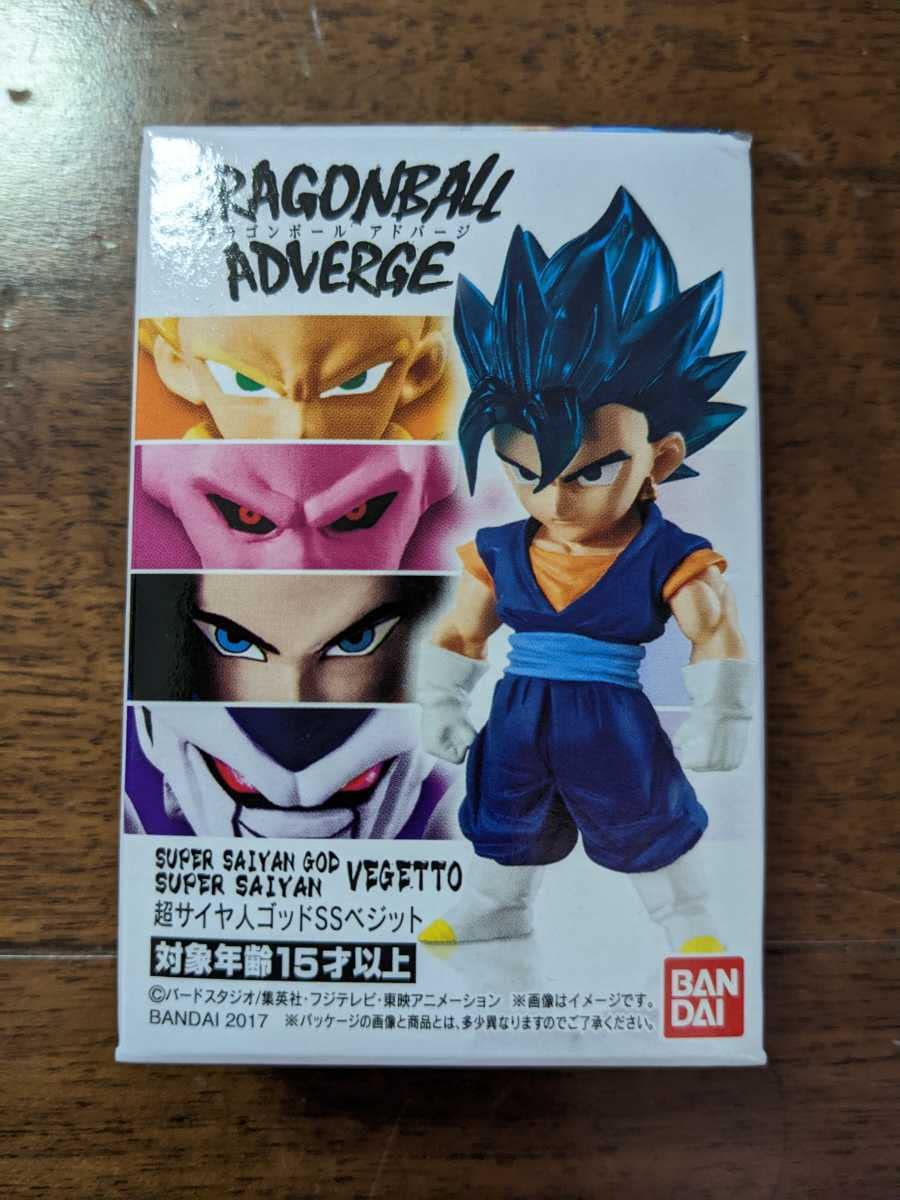 DRAGONBALL
ドラゴンボール アドバージ
ADVERGE
SUPER SAIYAN GOD
SUPER SAIYAN VEGETTO
超サイヤ人ゴッドSSベジット
対象年齢15才以上
©バードスタジオ/集英社・フジテレビ・東映アニメーション ※画像はイメージです。
BANDAI 2017 ※パッケージの画像と商品とは、多少異なりますのでご了承ください。
BAN
DAI